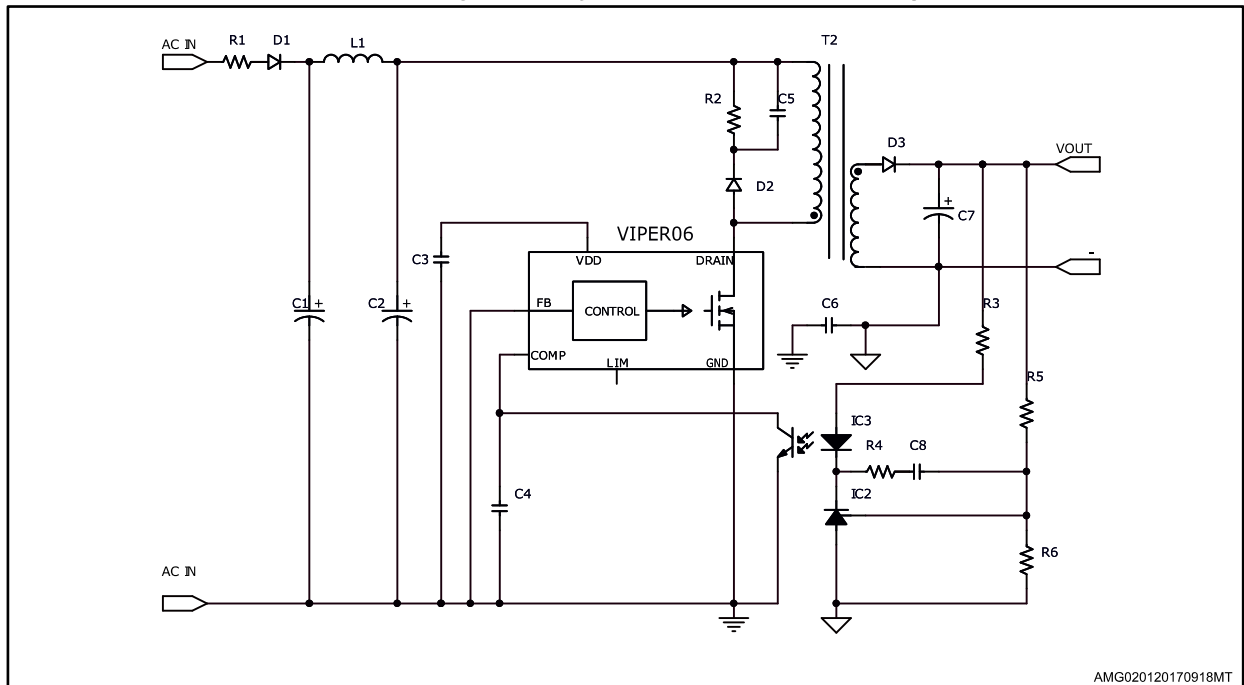 AC IN
R1
D1
L1
T2
R2
C5
D3
VOUT
D2
C7
VIPER06
C3
VDD
DRAIN
-
C1
+
C2
+
FB
CONTROL
C6
R3
COMP
LIM
GND
R5
IC3
R4
C8
C4
IC2
R6
AC IN
+
AMG020120170918MT